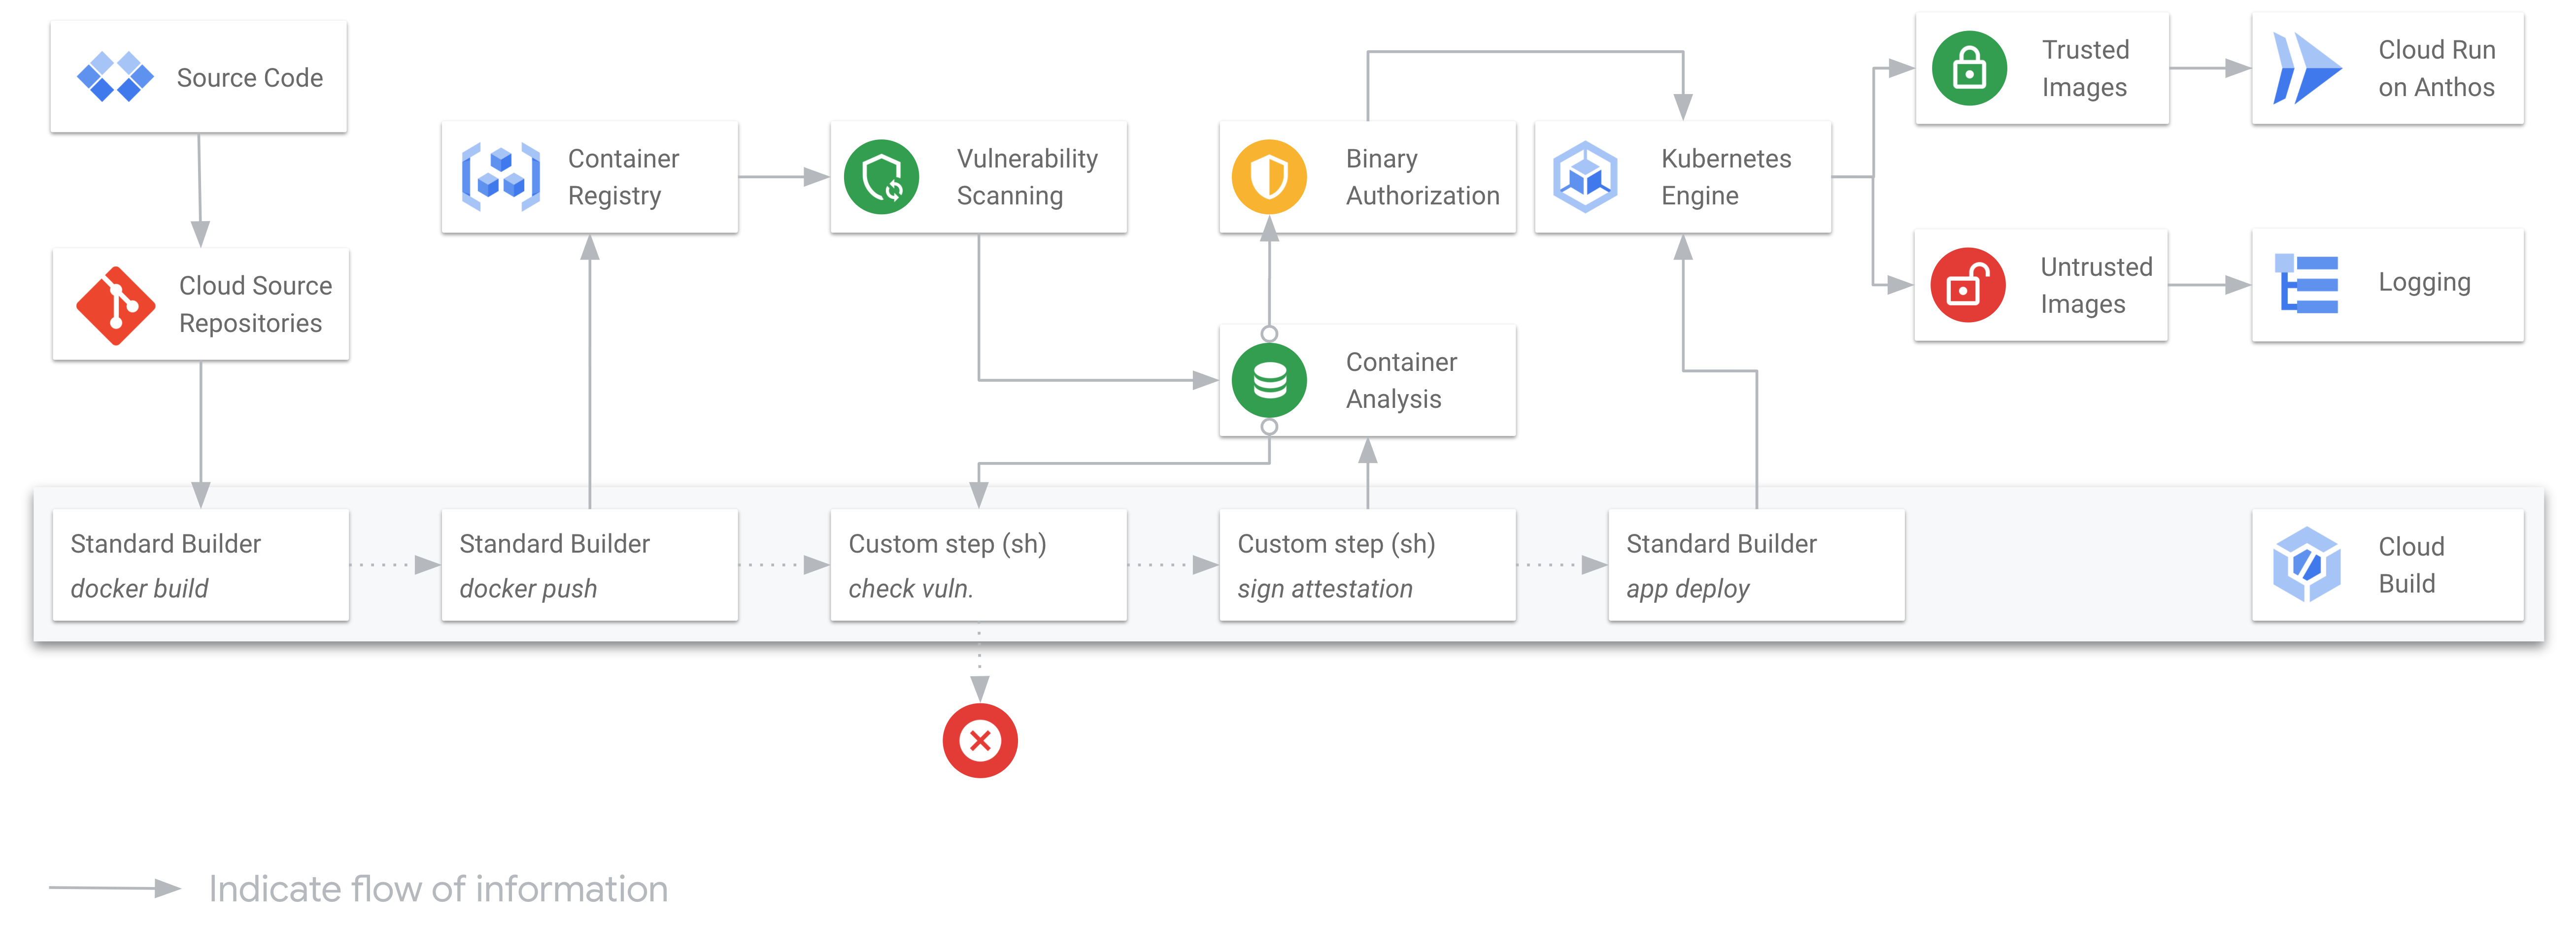 Source Code
Cloud Source
Repositories
Container
Registry
Vulnerability
Scanning
Binary
Authorization
Kubernetes
Engine
Trusted
Images
Cloud Run
on Anthos
Untrusted
Images
Logging
Container
Analysis
Standard Builder
docker build
Standard Builder
docker push
Custom step (sh)
check vuln.
Custom step (sh)
sign attestation
Standard Builder
app deploy
Cloud
Build
Indicate flow of information